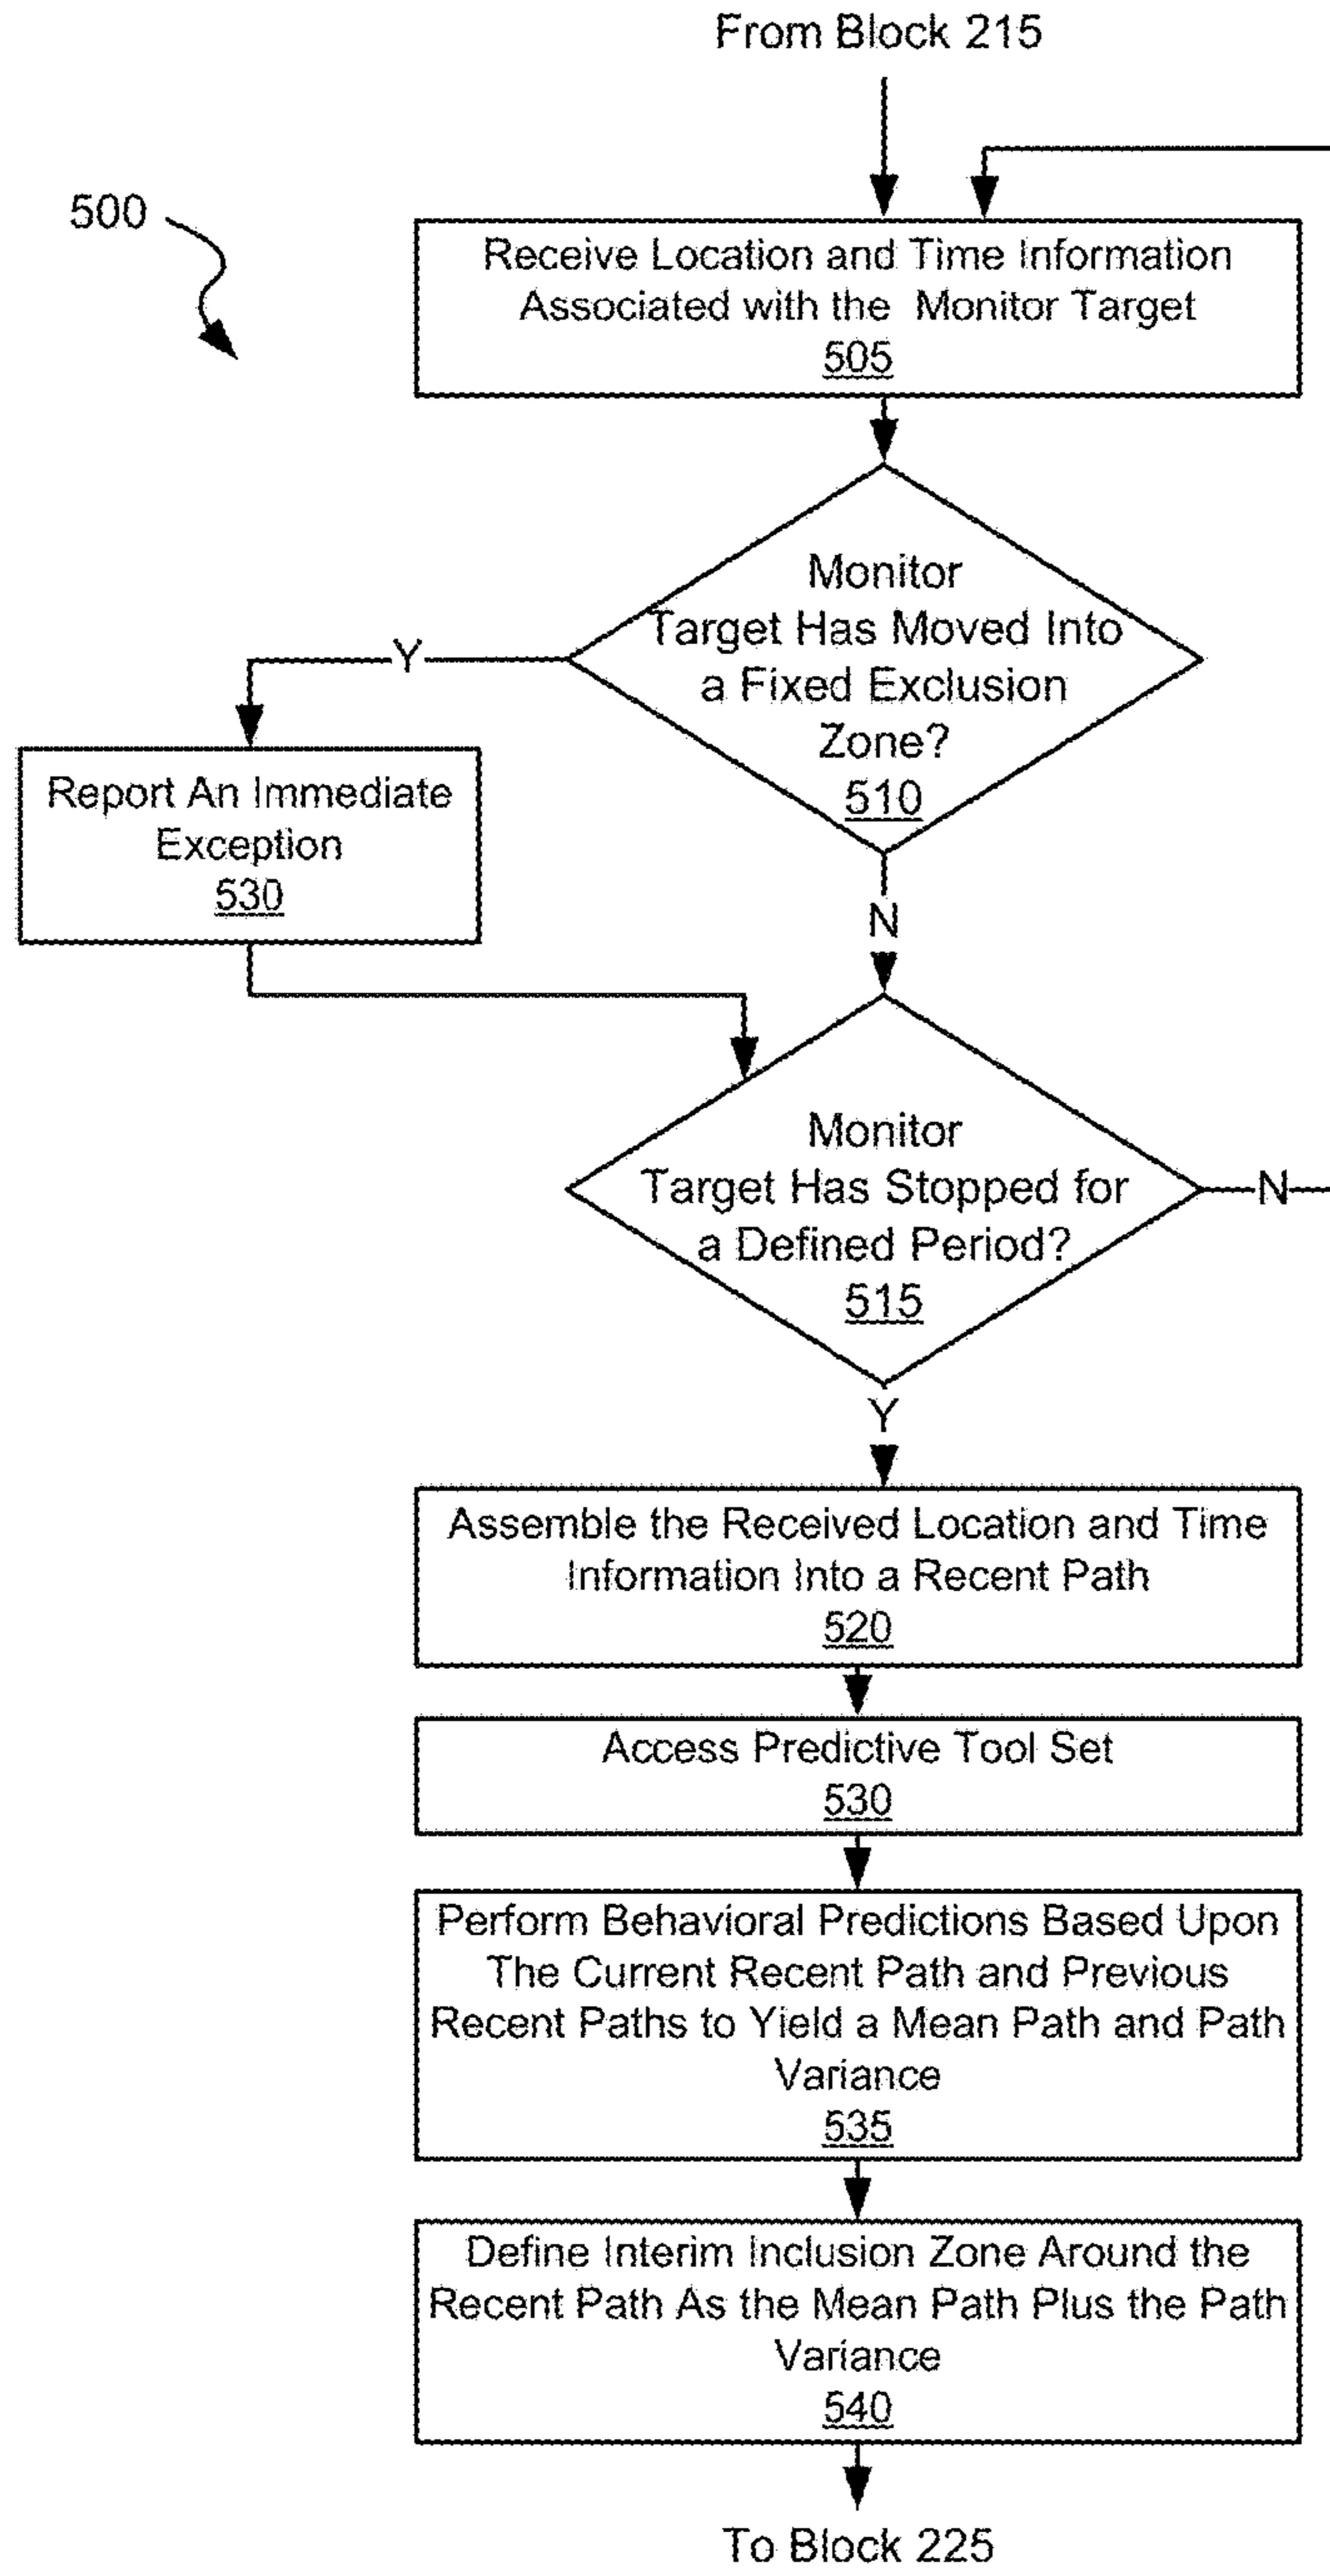 From Block 215
500
Receive Location and Time Information
Associated with the Monitor Target
505
Monitor
Target Has Moved Into
a Fixed Exclusion
Zone?
510
Y
Report An Immediate
Exception
530
N
Monitor
Target Has Stopped for
a Defined Period?
515
N
Y
Assemble the Received Location and Time
Information Into a Recent Path
520
Access Predictive Tool Set
530
Perform Behavioral Predictions Based Upon
The Current Recent Path and Previous
Recent Paths to Yield a Mean Path and Path
Variance
535
Define Interim Inclusion Zone Around the
Recent Path As the Mean Path Plus the Path
Variance
540
To Block 225